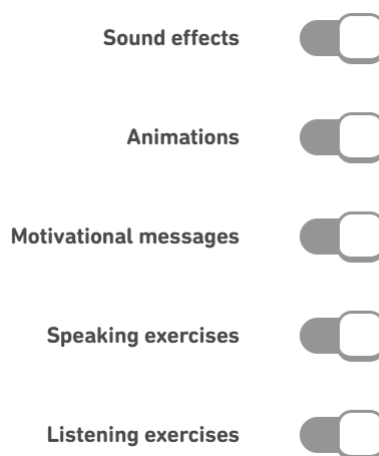 Sound effects
Animations
Motivational messages
Speaking exercises
Listening exercises